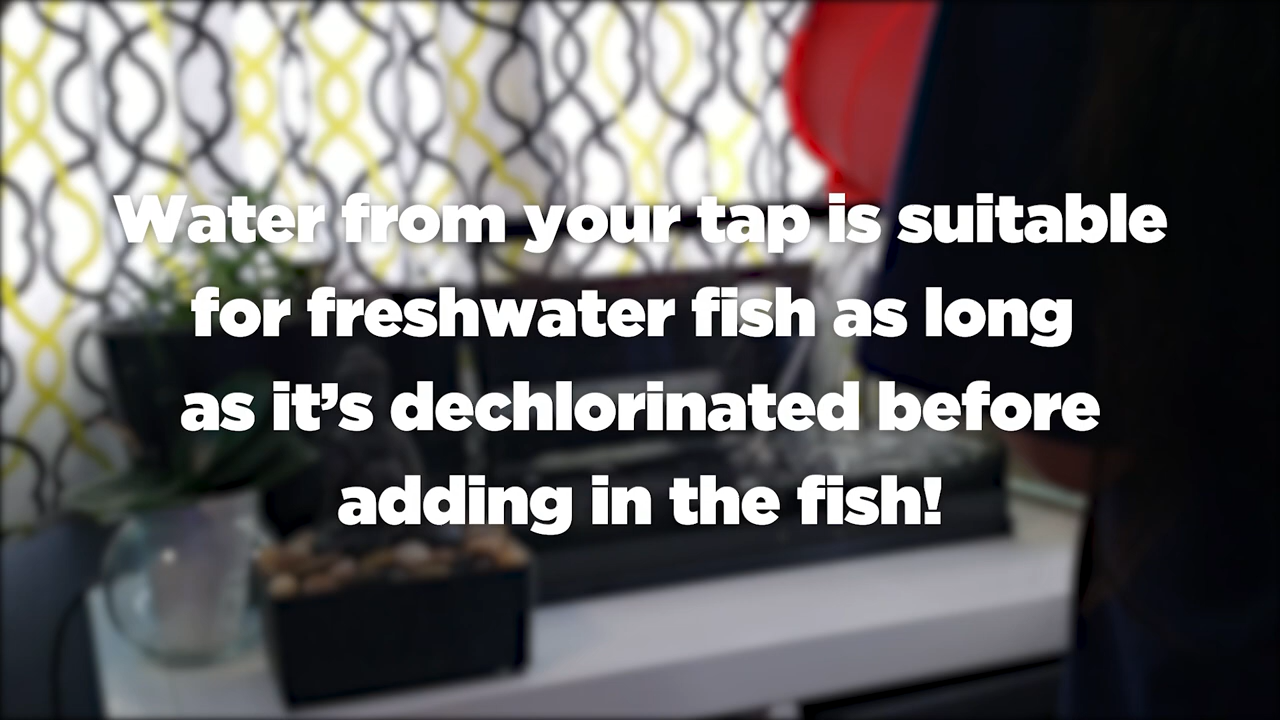 Water from your tap is suitable
for freshwater fish as long
as it’s dechlorinated before
adding in the fish!